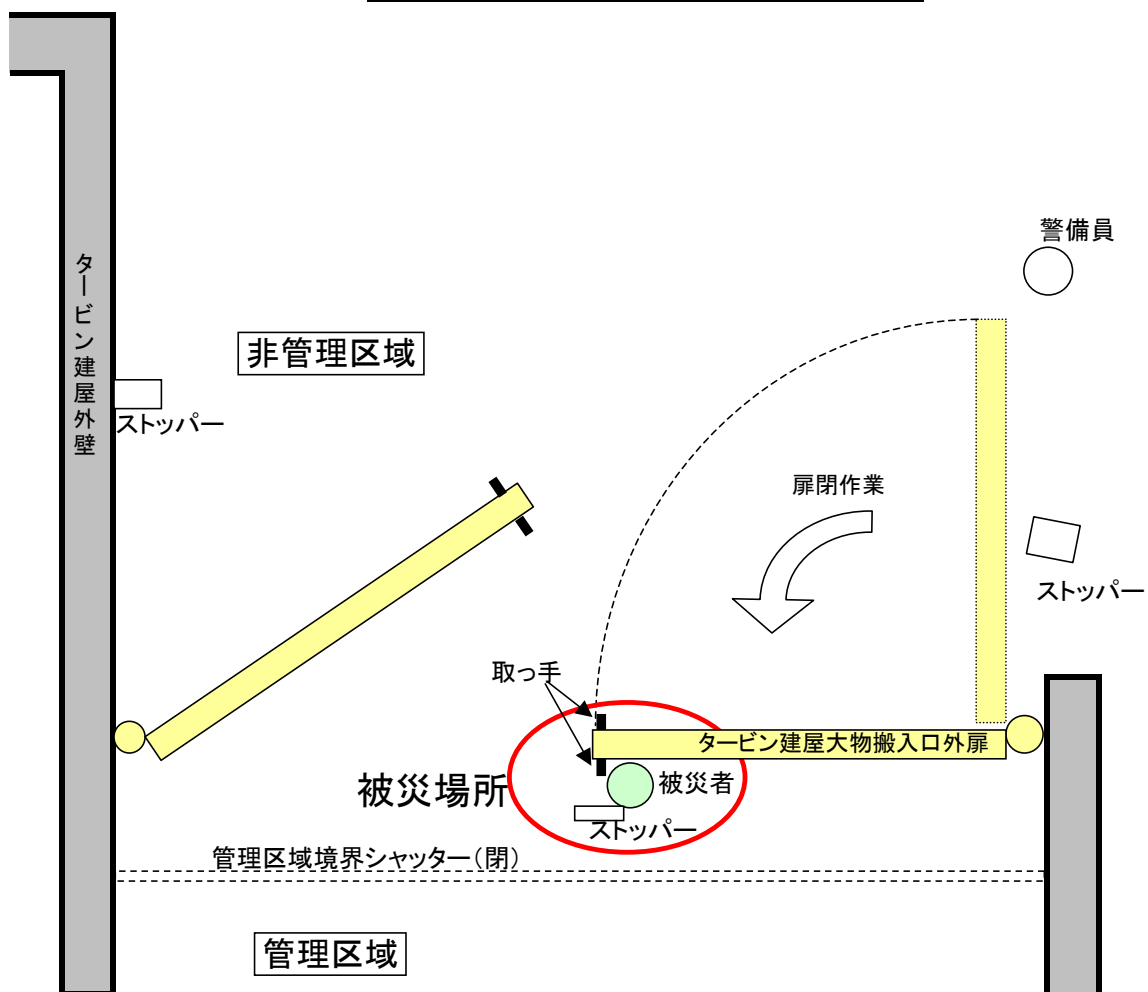 警備員
タービン建屋外壁
非管理区域
ストッパー
扉閉作業
ストッパー
取っ手
タービン建屋大物搬入口外扉
被災場所
被災者
ストッパー
管理区域境界シャッター（閉）
管理区域